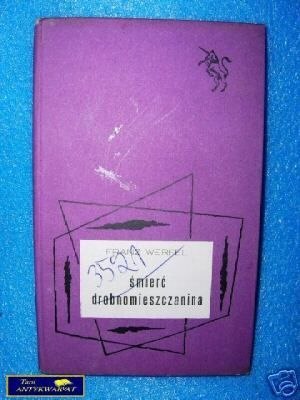 FRANZ WERFEL
3521
śmierć
drobnomieszczanina
Tani
ANTYKWARIAT